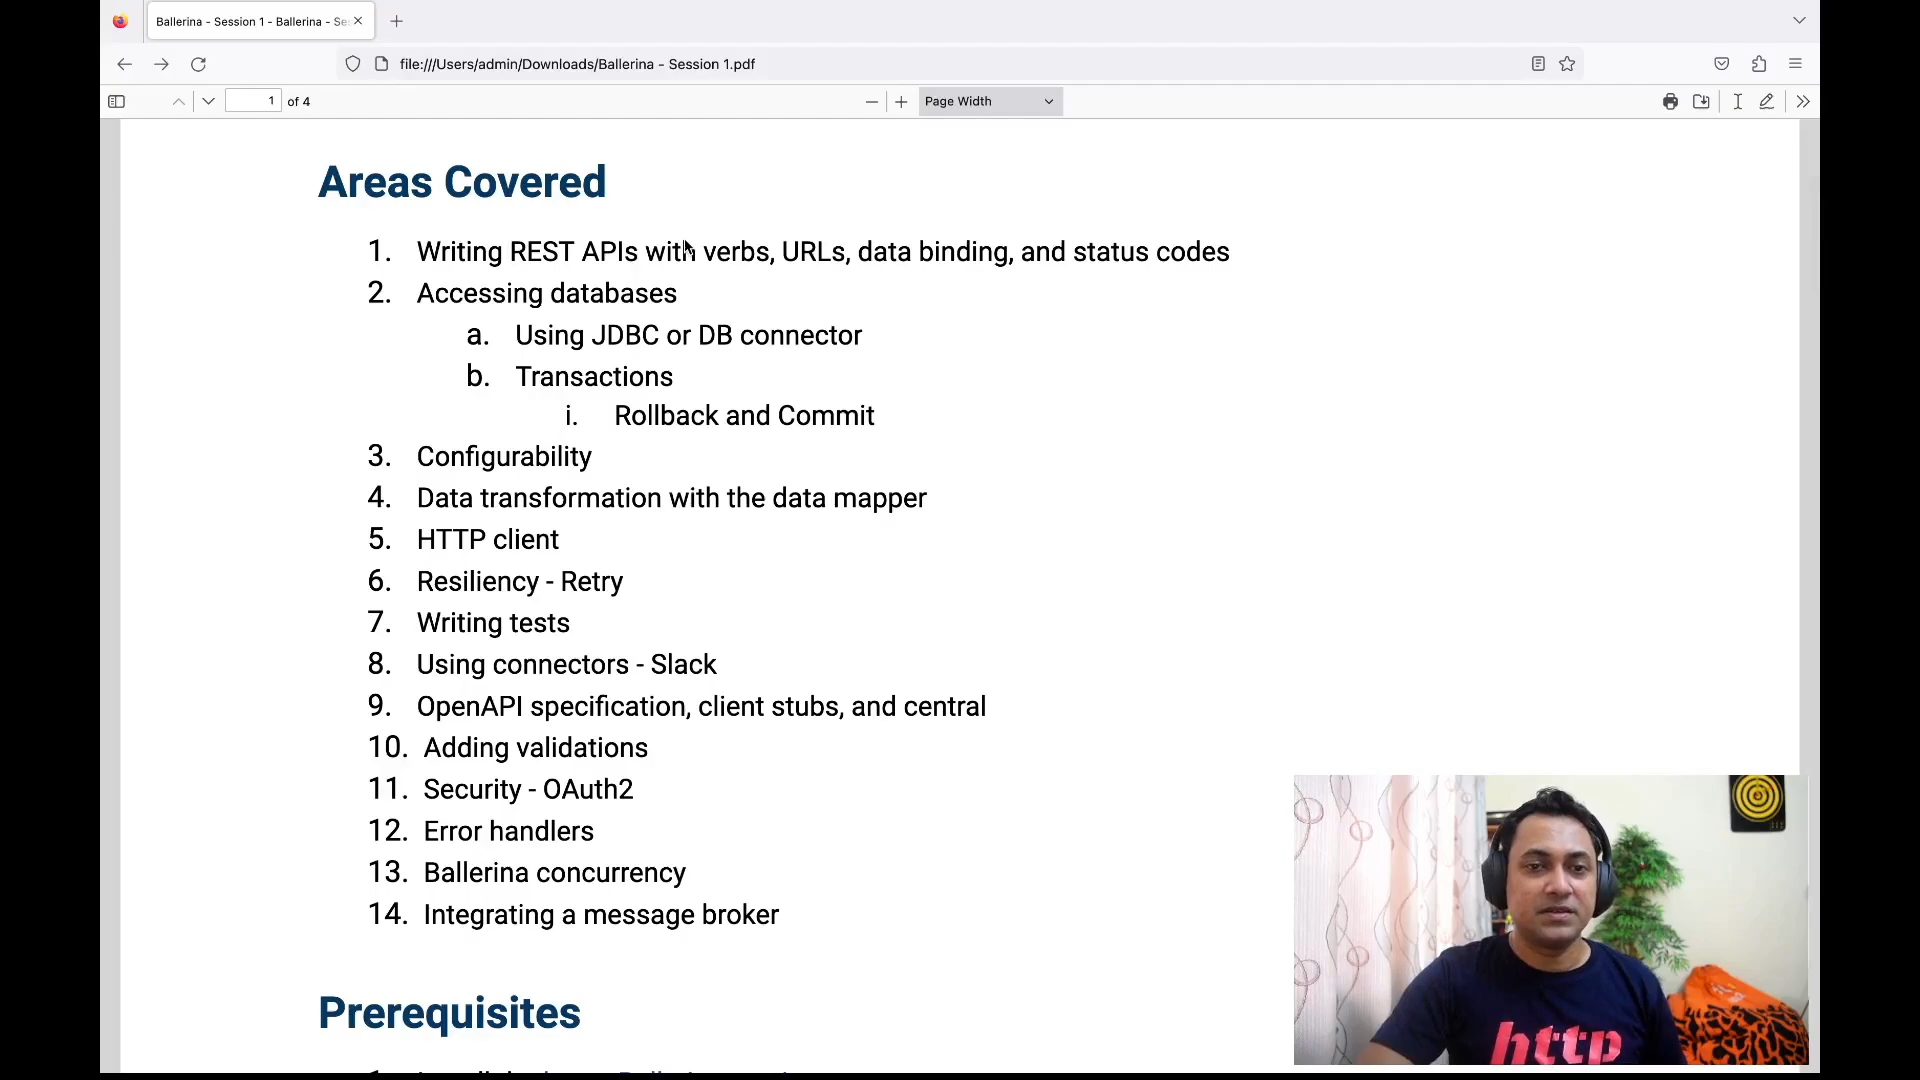 Ballerina - Session 1 - Ballerina - Se
file:///Users/admin/Downloads/Ballerina - Session 1.pdf
1 of 4
Page Width
Areas Covered
1. Writing REST APIs with verbs, URLs, data binding, and status codes
2. Accessing databases
a. Using JDBC or DB connector
b. Transactions
i. Rollback and Commit
3. Configurability
4. Data transformation with the data mapper
5. HTTP client
6. Resiliency - Retry
7. Writing tests
8. Using connectors - Slack
9. OpenAPI specification, client stubs, and central
10. Adding validations
11. Security - OAuth2
12. Error handlers
13. Ballerina concurrency
14. Integrating a message broker
Prerequisites
http